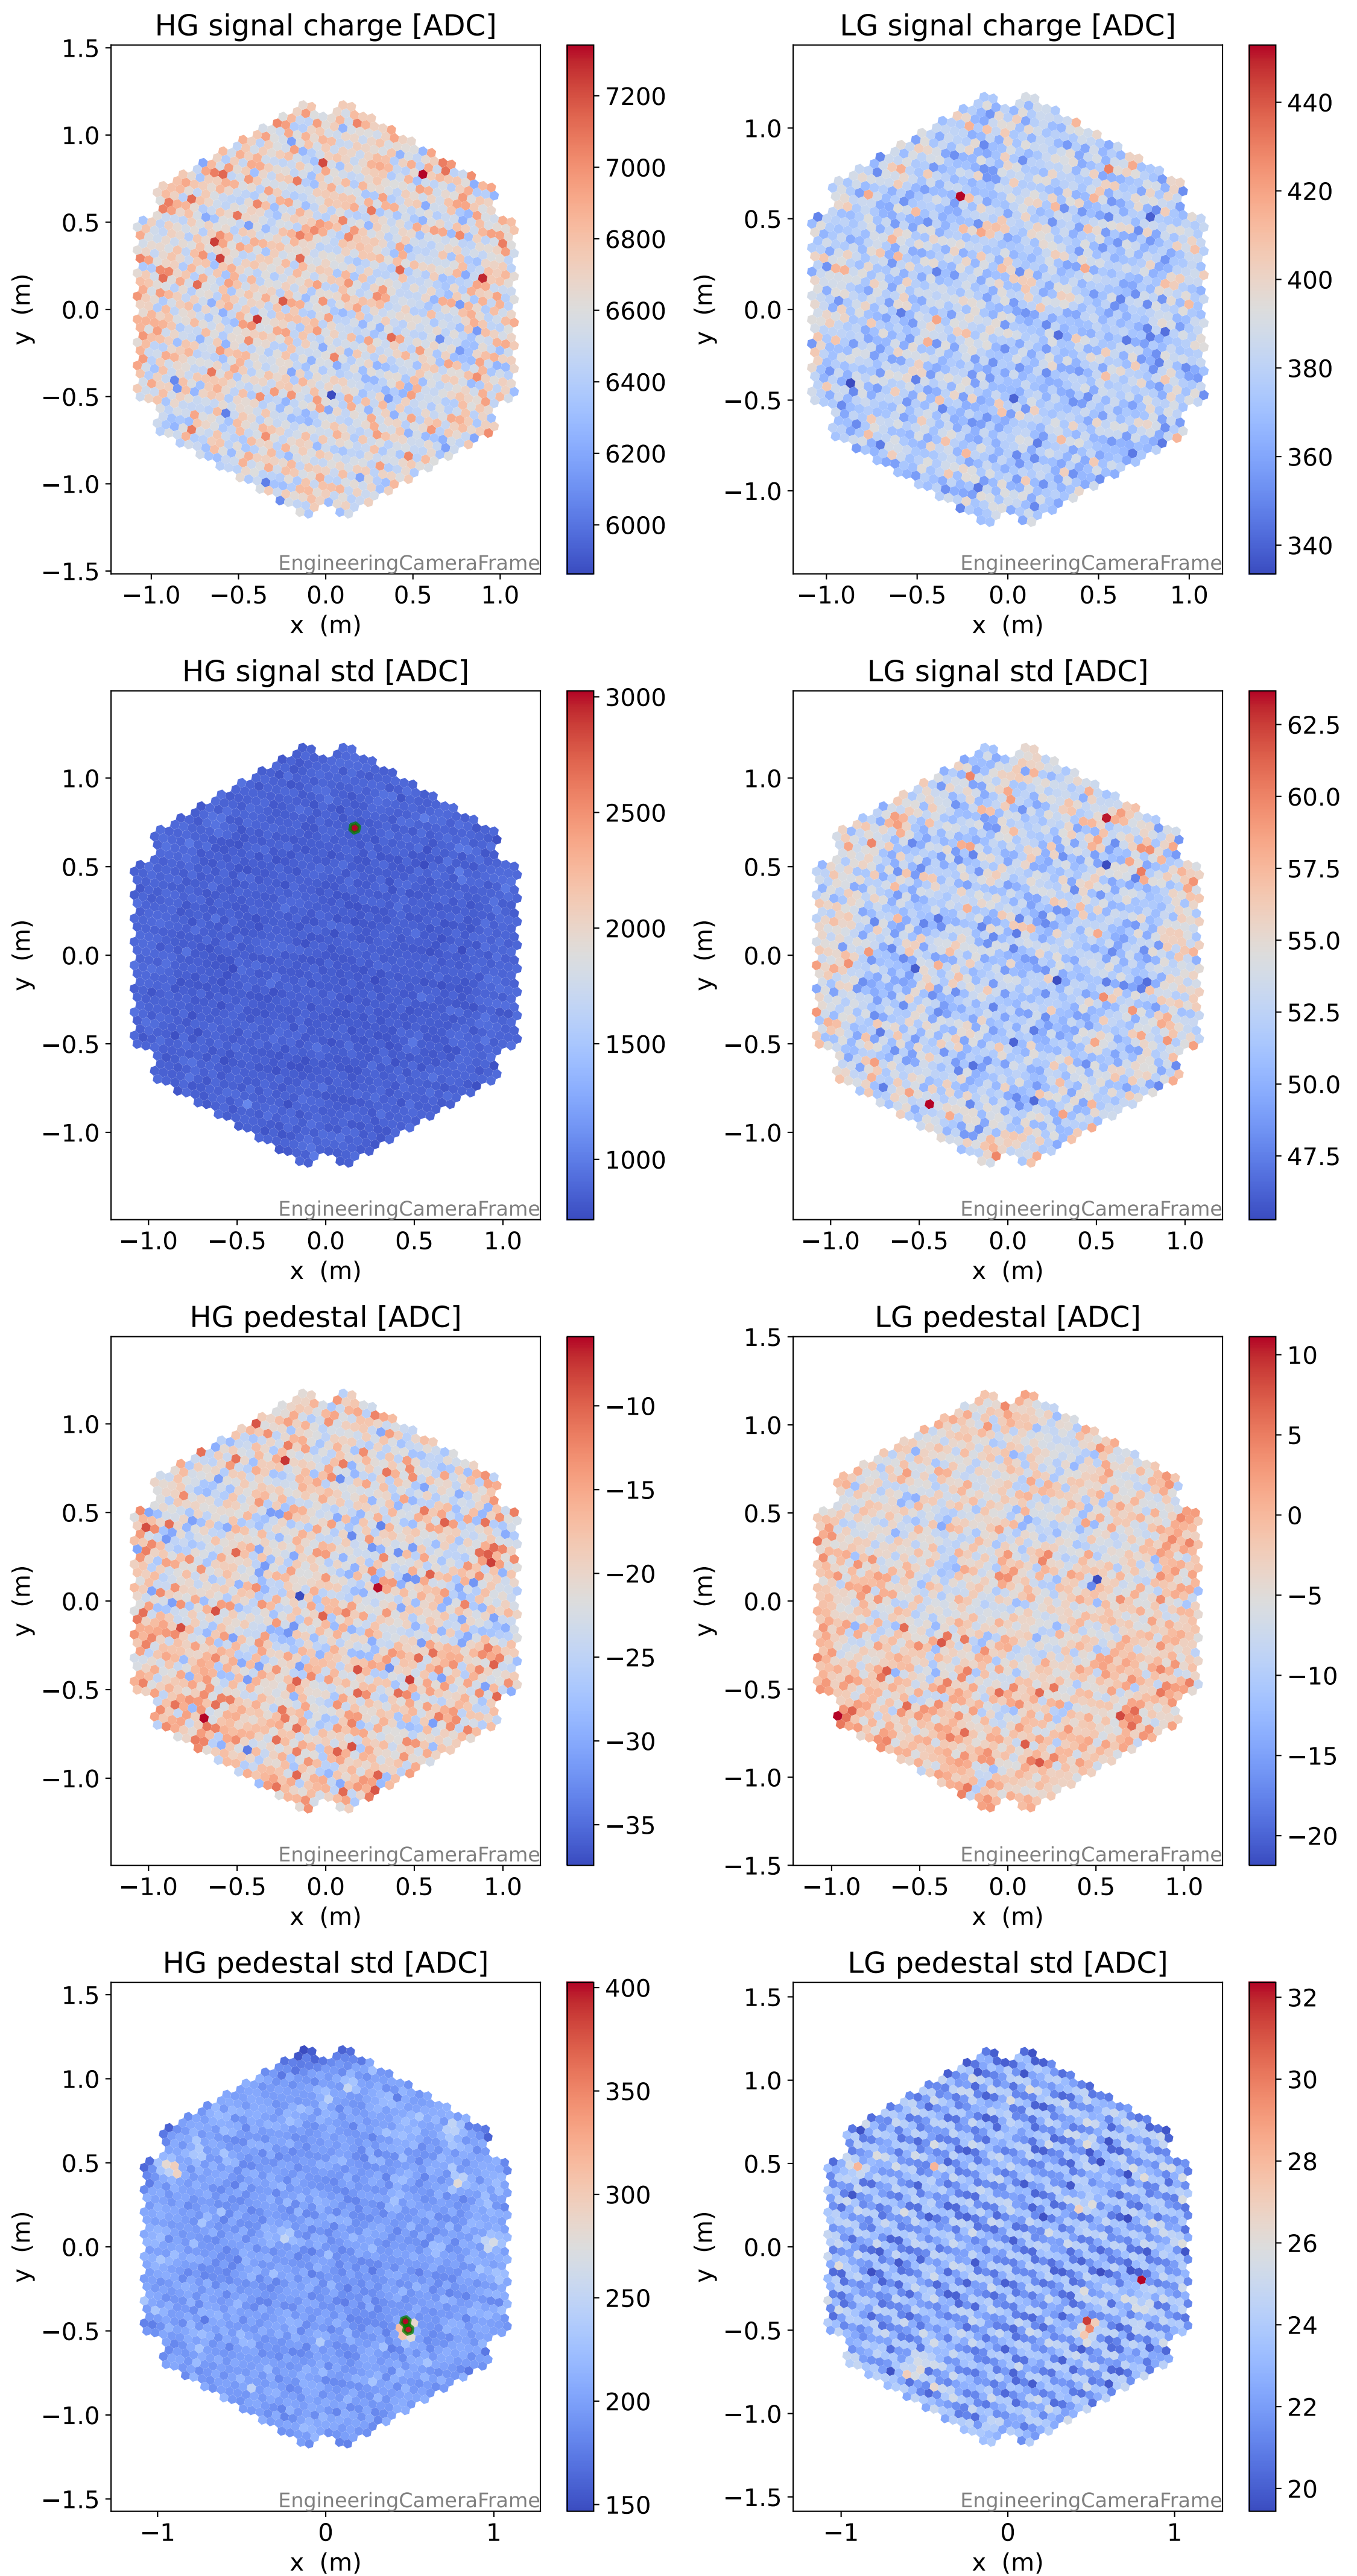 HG signal charge [ADC]
1.5
1.0
0.5
0.0
−0.5
−1.0
−1.5
y (m)
−1.0 −0.5 0.0 0.5 1.0
x (m)
EngineeringCameraFrame
7200
7000
6800
6600
6400
6200
6000
LG signal charge [ADC]
1.0
0.5
0.0
−0.5
−1.0
y (m)
−1.0 −0.5 0.0 0.5 1.0
x (m)
EngineeringCameraFrame
440
420
400
380
360
340
HG signal std [ADC]
1.0
0.5
0.0
−0.5
−1.0
y (m)
−1.0 −0.5 0.0 0.5 1.0
x (m)
EngineeringCameraFrame
3000
2500
2000
1500
1000
LG signal std [ADC]
1.0
0.5
0.0
−0.5
−1.0
y (m)
−1.0 −0.5 0.0 0.5 1.0
x (m)
EngineeringCameraFrame
62.5
60.0
57.5
55.0
52.5
50.0
47.5
HG pedestal [ADC]
1.0
0.5
0.0
−0.5
−1.0
y (m)
−1.0 −0.5 0.0 0.5 1.0
x (m)
EngineeringCameraFrame
−10
−15
−20
−25
−30
−35
LG pedestal [ADC]
1.5
1.0
0.5
0.0
−0.5
−1.0
−1.5
y (m)
−1.0 −0.5 0.0 0.5 1.0
x (m)
EngineeringCameraFrame
10
5
0
−5
−10
−15
−20
HG pedestal std [ADC]
1.5
1.0
0.5
0.0
−0.5
−1.0
−1.5
y (m)
−1 0 1
x (m)
EngineeringCameraFrame
400
350
300
250
200
150
LG pedestal std [ADC]
1.5
1.0
0.5
0.0
−0.5
−1.0
−1.5
y (m)
−1 0 1
x (m)
EngineeringCameraFrame
32
30
28
26
24
22
20